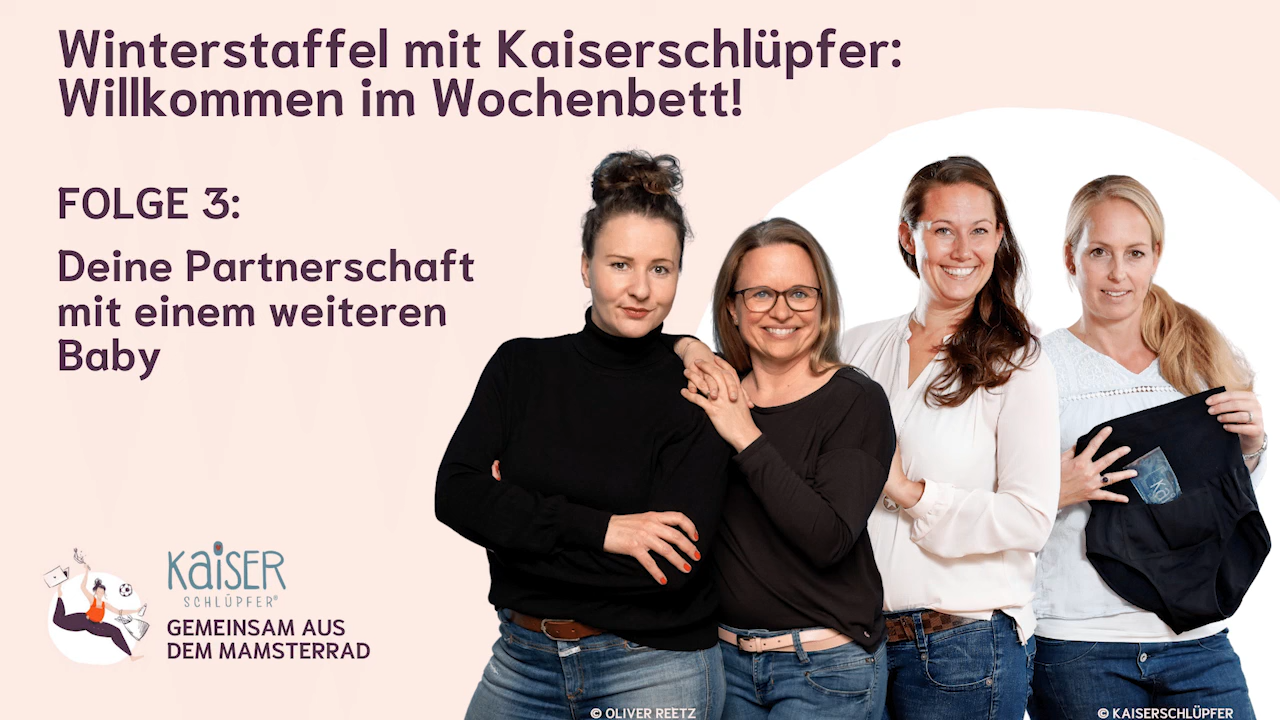 Winterstaffel mit Kaiserschlüpfer:
Willkommen im Wochenbett!
FOLGE 3:
Deine Partnerschaft
mit einem weiteren
Baby
KaiSER
SCHLÜPFER®
GEMEINSAM AUS
DEM MAMSTERRAD
© OLIVER REETZ
© KAISERSCHLÜPFER